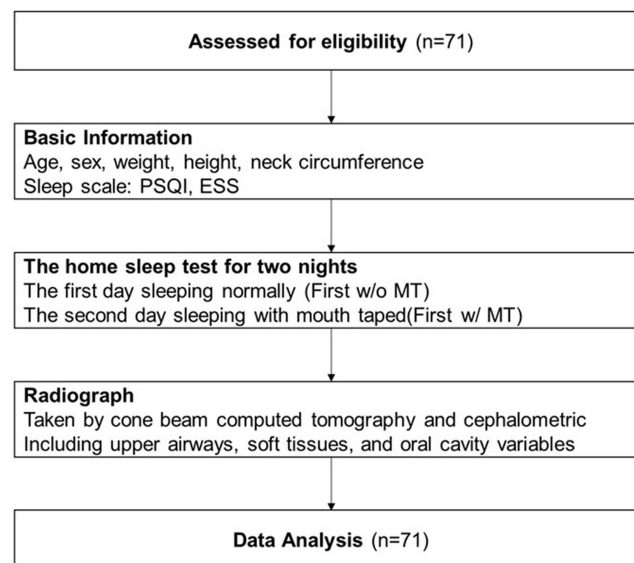 Assessed for eligibility (n=71)
Basic Information
Age, sex, weight, height, neck circumference
Sleep scale: PSQI, ESS
The home sleep test for two nights
The first day sleeping normally (First w/o MT)
The second day sleeping with mouth taped(First w/ MT)
Radiograph
Taken by cone beam computed tomography and cephalometric
Including upper airways, soft tissues, and oral cavity variables
Data Analysis (n=71)